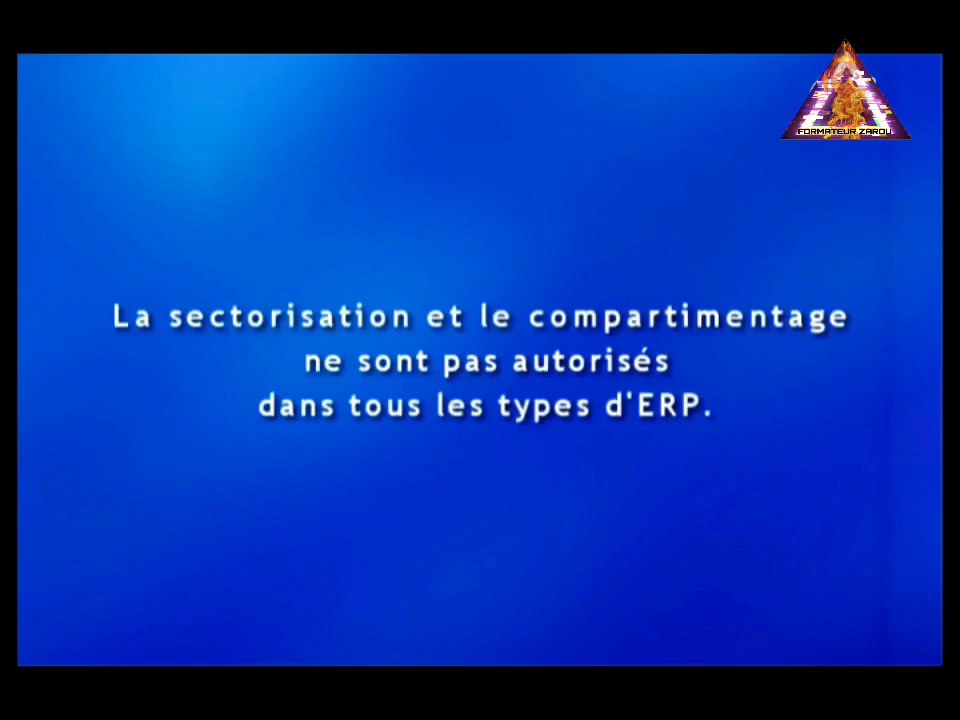 FORMATEUR ZAROU
La sectorisation et le compartimentage
ne sont pas autorisés
dans tous les types d'ERP.